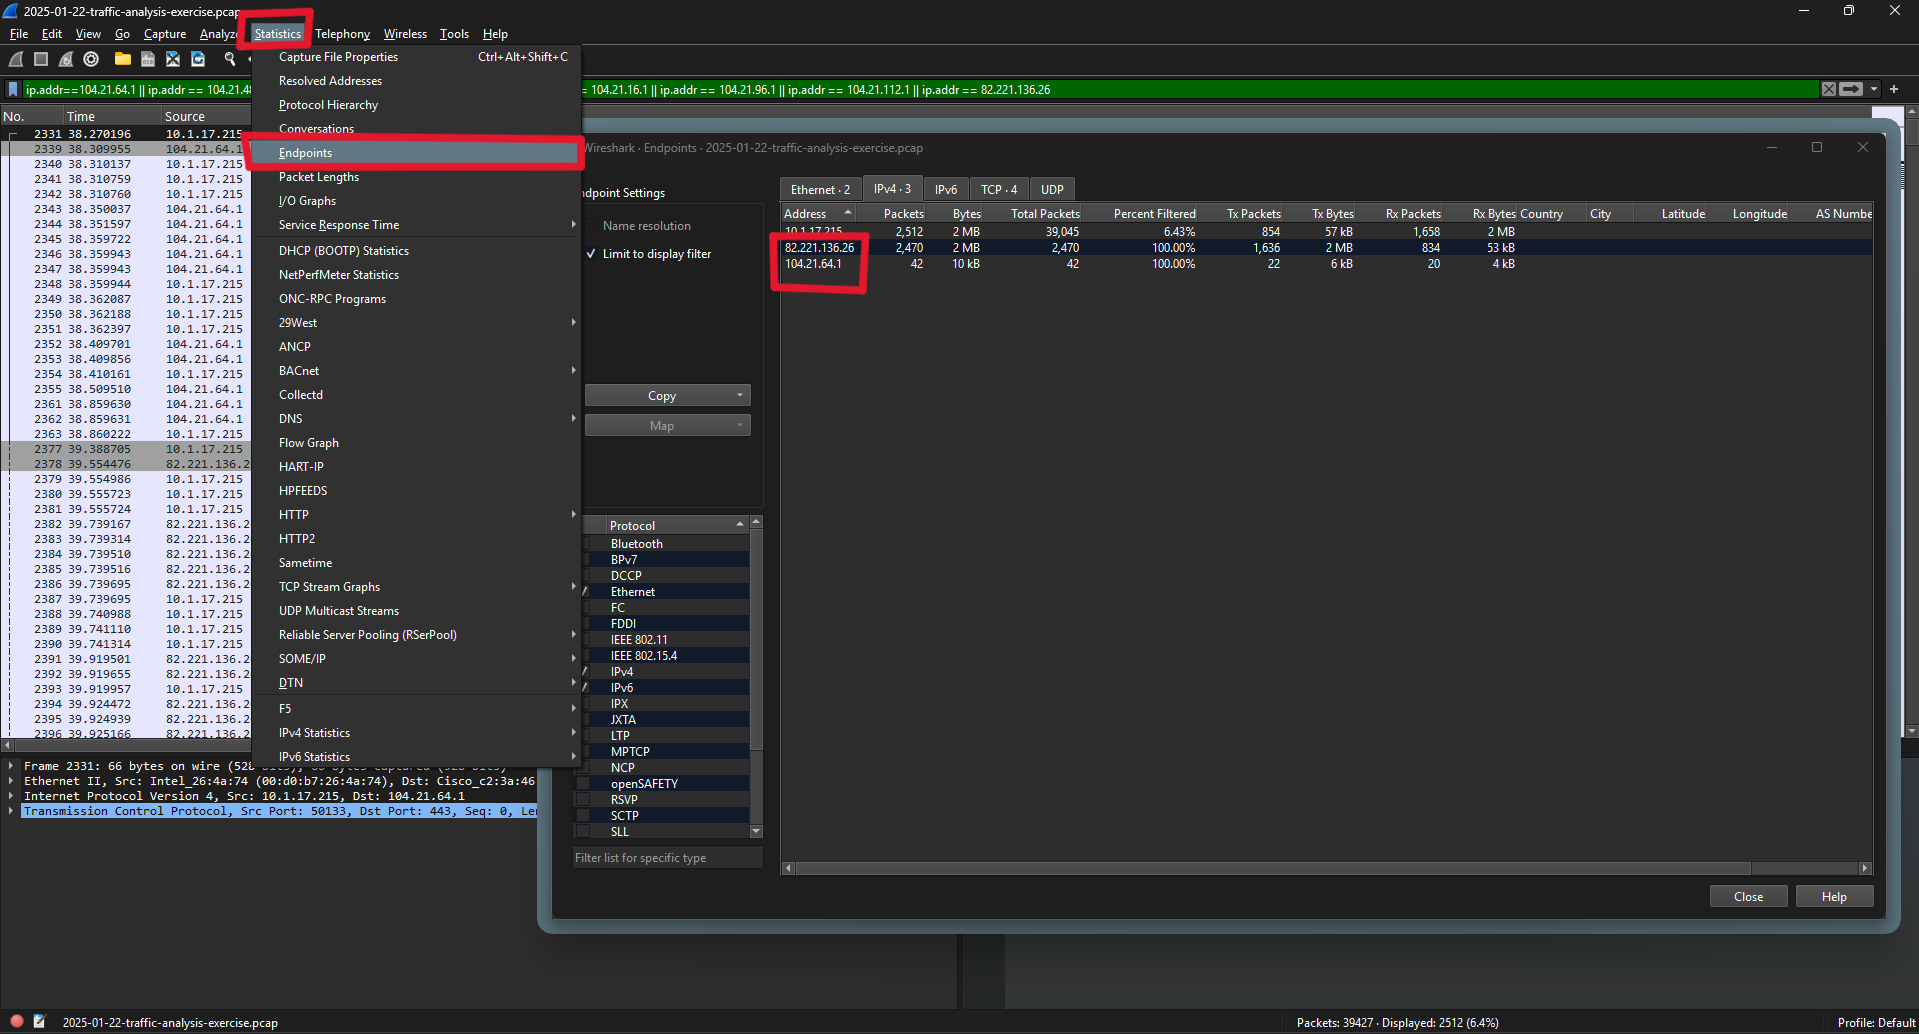 2025-01-22-traffic-analysis-exercise.pcap
File Edit View Go Capture Analyze Statistics Telephony Wireless Tools Help
ip.addr==104.21.64.1 || ip.addr == 104.21.48 = 104.21.16.1 || ip.addr == 104.21.96.1 || ip.addr == 104.21.112.1 || ip.addr == 82.221.136.26
No. Time Source
2331 38.270196 10.1.17.215
2339 38.309955 104.21.64.1
2340 38.310137 10.1.17.215
2341 38.310759 10.1.17.215
2342 38.310760 10.1.17.215
2343 38.350037 104.21.64.1
2344 38.351597 104.21.64.1
2345 38.359722 104.21.64.1
2346 38.359943 104.21.64.1
2347 38.359943 104.21.64.1
2348 38.359944 104.21.64.1
2349 38.362087 10.1.17.215
2350 38.362188 10.1.17.215
2351 38.362397 10.1.17.215
2352 38.409701 104.21.64.1
2353 38.409856 104.21.64.1
2354 38.410161 10.1.17.215
2355 38.509510 104.21.64.1
2361 38.859630 104.21.64.1
2362 38.859631 104.21.64.1
2363 38.860222 10.1.17.215
2377 39.388705 10.1.17.215
2378 39.554476 82.221.136.2
2379 39.554986 10.1.17.215
2380 39.555723 10.1.17.215
2381 39.555724 10.1.17.215
2382 39.739167 82.221.136.2
2383 39.739314 82.221.136.2
2384 39.739510 82.221.136.2
2385 39.739516 82.221.136.2
2386 39.739695 82.221.136.2
2387 39.739695 82.221.136.2
2388 39.740988 10.1.17.215
2389 39.741110 10.1.17.215
2390 39.741314 10.1.17.215
2391 39.919501 82.221.136.2
2392 39.919655 82.221.136.2
2393 39.919957 10.1.17.215
2394 39.924472 82.221.136.2
2395 39.924939 82.221.136.2
2396 39.925166 82.221.136.2
Capture File Properties Ctrl+Alt+Shift+C
Resolved Addresses
Protocol Hierarchy
Conversations
Endpoints
Packet Lengths
I/O Graphs
Service Response Time
DHCP (BOOTP) Statistics
NetPerfMeter Statistics
ONC-RPC Programs
29West
ANCP
BACnet
Collectd
DNS
Flow Graph
HART-IP
HPFEEDS
HTTP
HTTP2
Sametime
TCP Stream Graphs
UDP Multicast Streams
Reliable Server Pooling (RSerPool)
SOME/IP
DTN
F5
IPv4 Statistics
IPv6 Statistics
Wireshark · Endpoints · 2025-01-22-traffic-analysis-exercise.pcap
ndpoint Settings
Name resolution
Limit to display filter
Copy
Map
Protocol
Bluetooth
BPv7
DCCP
Ethernet
FC
FDDI
IEEE 802.11
IEEE 802.15.4
IPv4
IPv6
IPX
JXTA
LTP
MPTCP
NCP
openSAFETY
RSVP
SCTP
SLL
Filter list for specific type
Ethernet · 2 IPv4 · 3 IPv6 TCP · 4 UDP
Address Packets Bytes Total Packets Percent Filtered Tx Packets Tx Bytes Rx Packets Rx Bytes Country City Latitude Longitude AS Numbe
10.1.17.215 2,512 2 MB 39,045 6.43% 854 57 kB 1,658 2 MB
82.221.136.26 2,470 2 MB 2,470 100.00% 1,636 2 MB 834 53 kB
104.21.64.1 42 10 kB 42 100.00% 22 6 kB 20 4 kB
Close Help
Frame 2331: 66 bytes on wire (528 bits), 66 bytes captured (528 bits)
Ethernet II, Src: Intel_26:4a:74 (00:d0:b7:26:4a:74), Dst: Cisco_c2:3a:46
Internet Protocol Version 4, Src: 10.1.17.215, Dst: 104.21.64.1
Transmission Control Protocol, Src Port: 50133, Dst Port: 443, Seq: 0, Len
2025-01-22-traffic-analysis-exercise.pcap
Packets: 39427 · Displayed: 2512 (6.4%)
Profile: Default